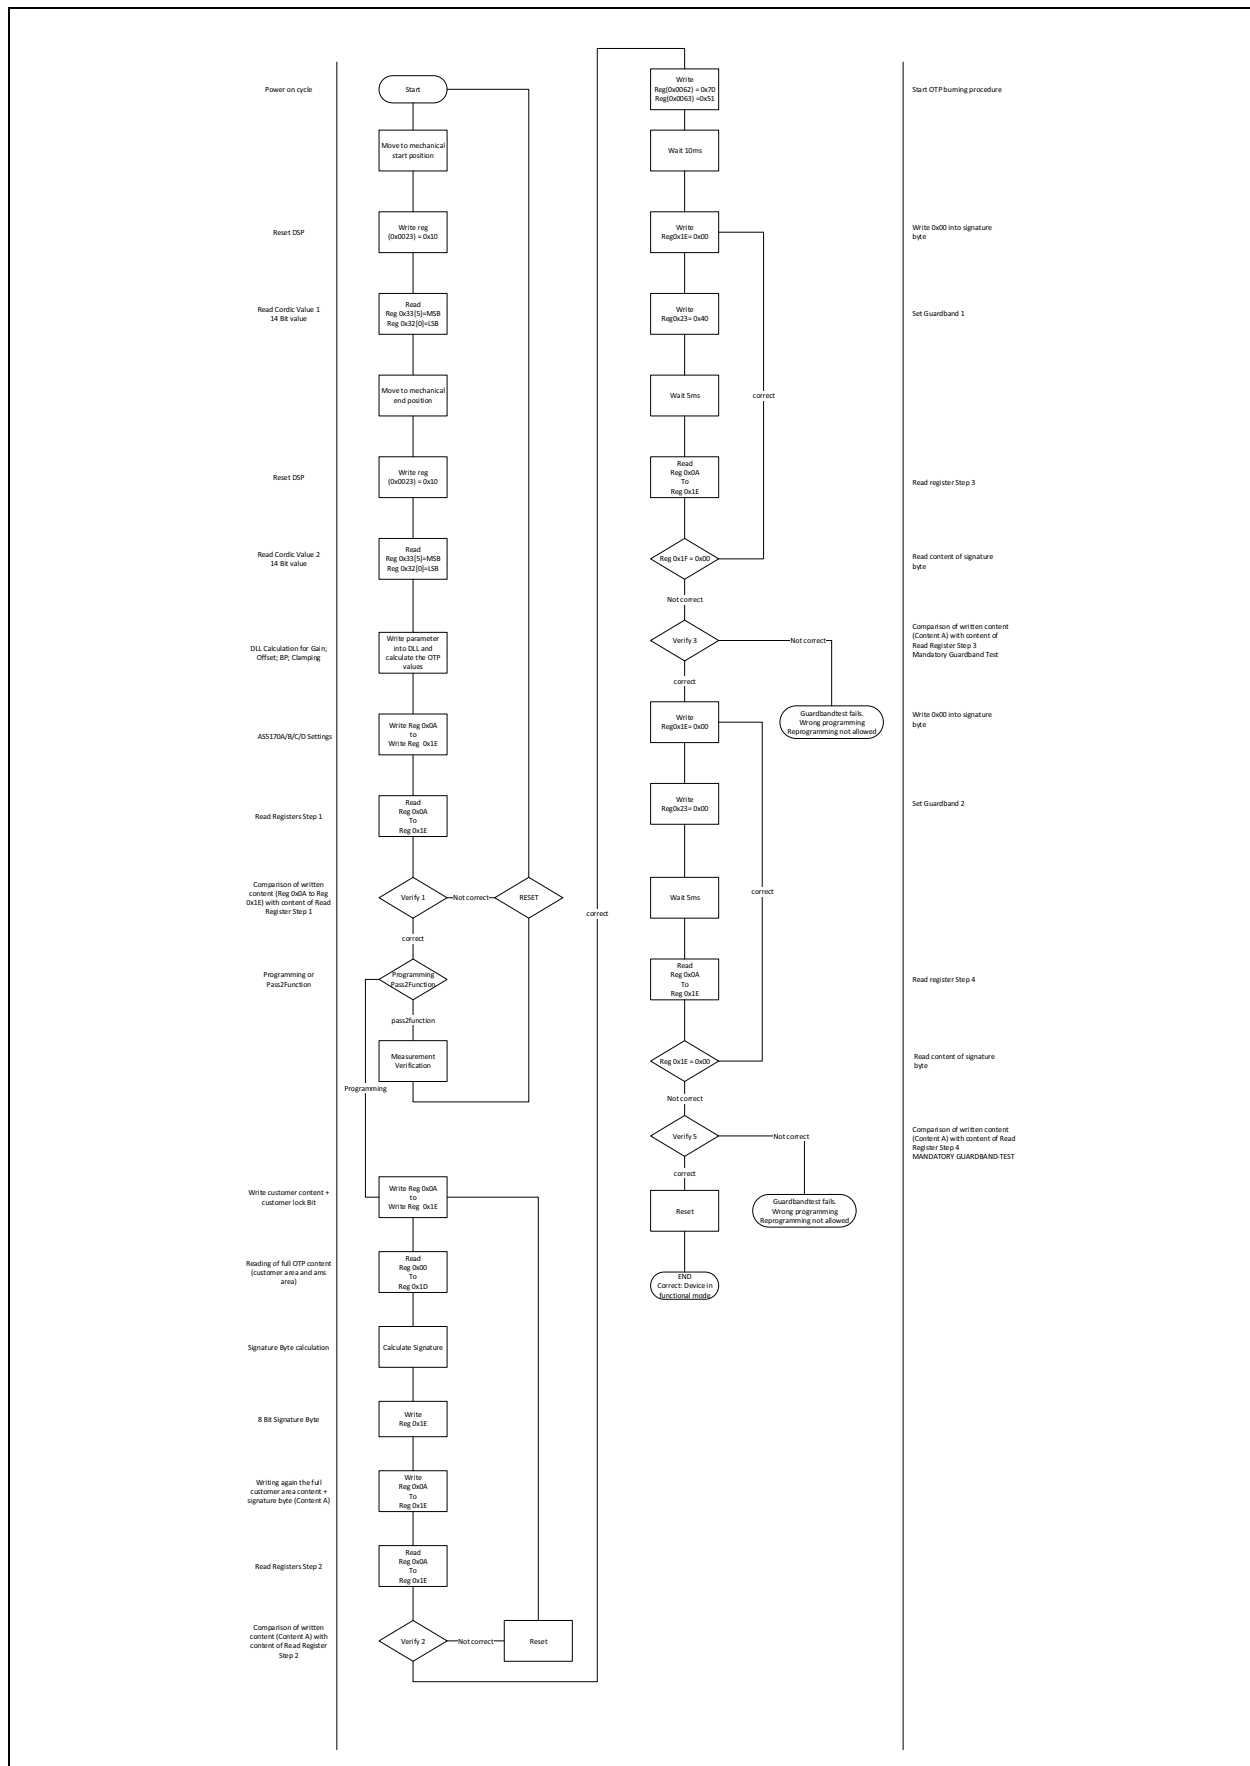 Power on cycle
Start
Move to mechanical
start position
Reset DSP
Write reg
(0x0023) = 0x10
Read Cordic Value 1
14 Bit value
Read
Reg 0x33[5]=MSB
Reg 0x32[0]=LSB
Move to mechanical
end position
Reset DSP
Write reg
(0x0023) = 0x10
Read Cordic Value 2
14 Bit value
Read
Reg 0x33[5]=MSB
Reg 0x32[0]=LSB
DLL Calculation for Gain;
Offset; BP; Clamping
Write parameter
into DLL and
calculate the OTP
values
AS5170A/B/C/D Settings
Write Reg 0x0A
to
Write Reg 0x1E
Read Registers Step 1
Read
Reg 0x0A
To
Reg 0x1E
Comparison of written
content (Reg 0x0A to Reg
0x1E) with content of Read
Register Step 1
Verify 1
Not correct
RESET
correct
Programming or
Pass2Function
Programming
Pass2Function
pass2function
Measurement
Verification
Programming
Write customer content +
customer lock Bit
Write Reg 0x0A
to
Write Reg 0x1E
Reading of full OTP content
(customer area and ams
area)
Read
Reg 0x00
To
Reg 0x1D
Signature Byte calculation
Calculate Signature
8 Bit Signature Byte
Write
Reg 0x1E
Writing again the full
customer area content +
signature byte (Content A)
Write
Reg 0x0A
To
Reg 0x1E
Read Registers Step 2
Read
Reg 0x0A
To
Reg 0x1E
Comparison of written
content (Content A) with
content of Read Register
Step 2
Verify 2
Not correct
Reset
correct
Write
Reg(0x0062) = 0x70
Reg(0x0063) =0x51
Start OTP burning procedure
Wait 10ms
Write
Reg0x1E= 0x00
Write 0x00 into signature
byte
Write
Reg0x23= 0x40
Set Guardband 1
Wait 5ms
correct
Read
Reg 0x0A
To
Reg 0x1E
Read register Step 3
Reg 0x1F = 0x00
Read content of signature
byte
Not correct
Verify 3
Not correct
Comparison of written content
(Content A) with content of
Read Register Step 3
Mandatory Guardband Test
correct
Guardbandtest fails.
Wrong programming
Reprogramming not allowed
Write
Reg0x1E= 0x00
Write 0x00 into signature
byte
Write
Reg0x23= 0x00
Set Guardband 2
Wait 5ms
correct
Read
Reg 0x0A
To
Reg 0x1E
Read register Step 4
Reg 0x1E = 0x00
Read content of signature
byte
Not correct
Verify 5
Not correct
Comparison of written content
(Content A) with content of Read
Register Step 4
MANDATORY GUARDBAND-TEST
correct
Guardbandtest fails.
Wrong programming
Reprogramming not allowed
Reset
END
Correct: Device in
functional mode